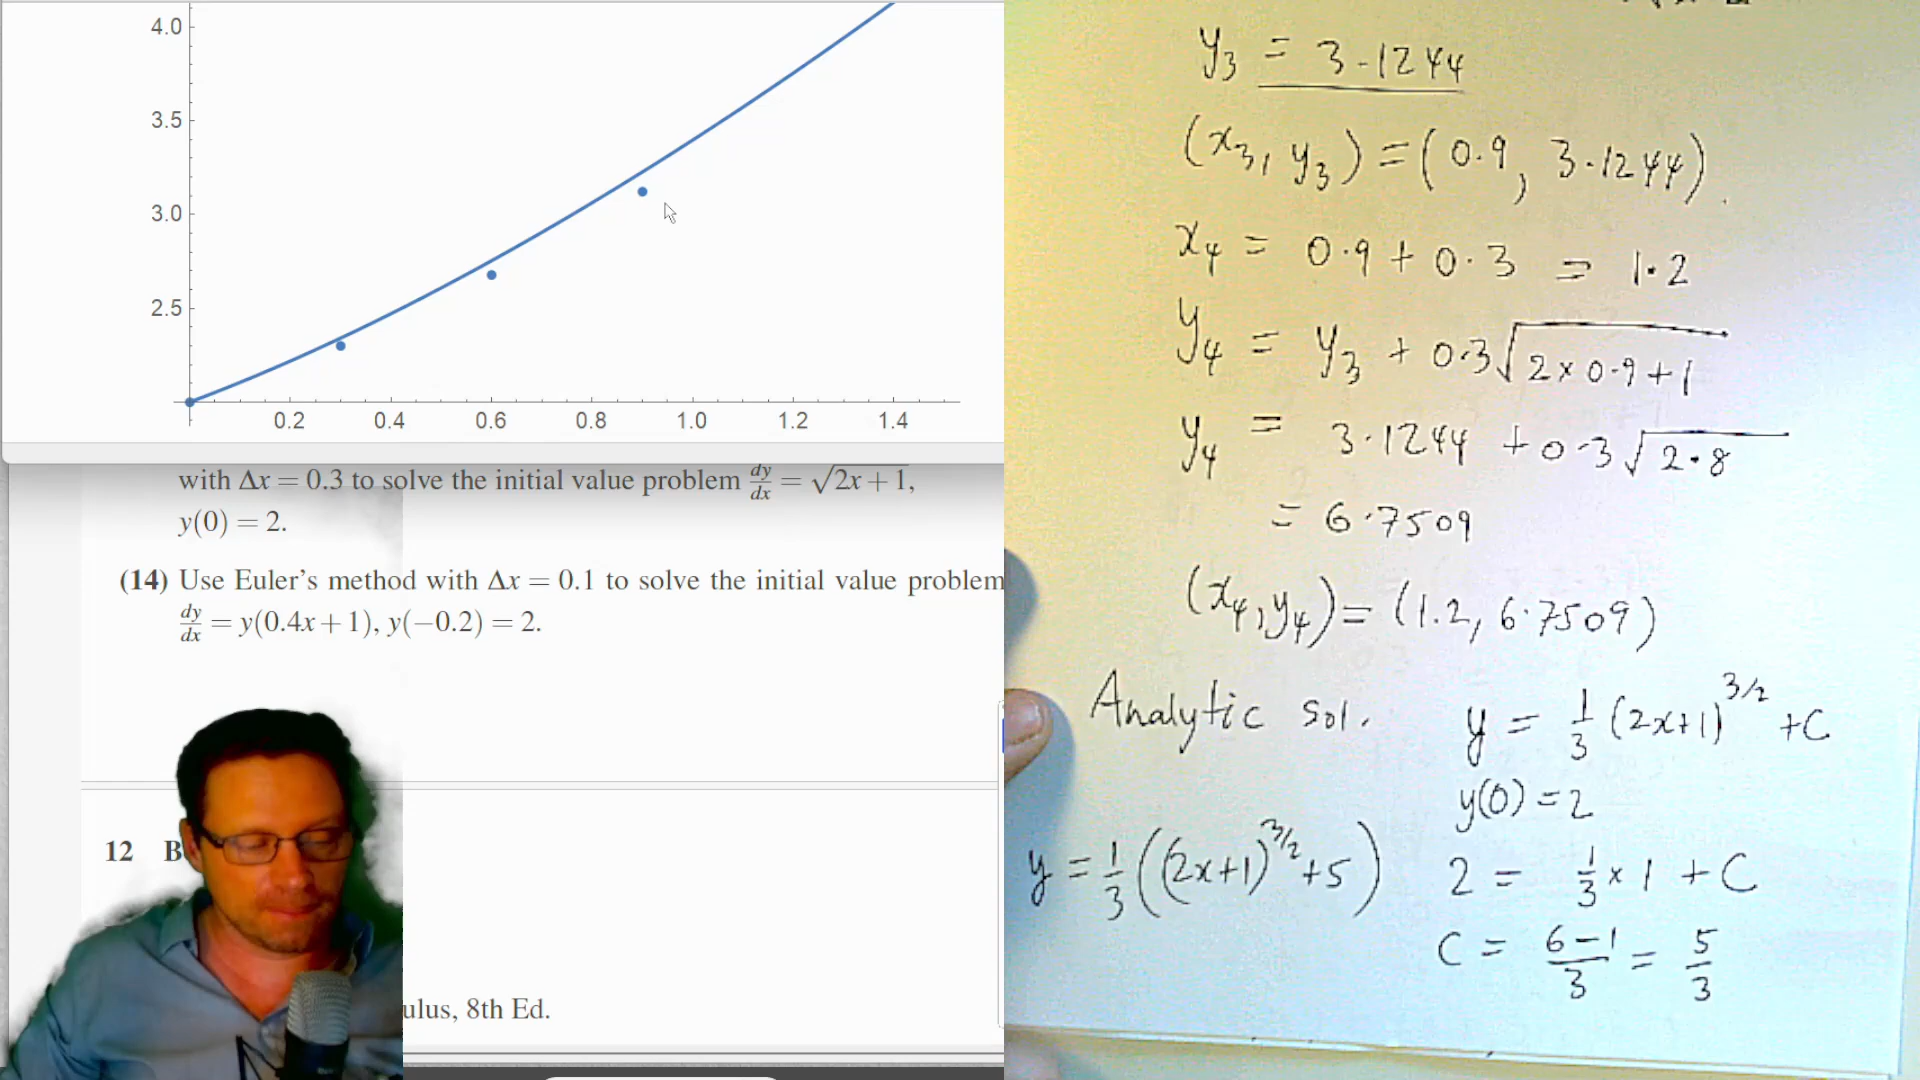 4.0
3.5
3.0
2.5
0.2 0.4 0.6 0.8 1.0 1.2 1.4
with Δx = 0.3 to solve the initial value problem dy/dx = √(2x+1),
y(0) = 2.
(14) Use Euler's method with Δx = 0.1 to solve the initial value problem
dy/dx = y(0.4x+1), y(−0.2) = 2.
12 B
ulus, 8th Ed.
y₃ = 3.1244
(x₃, y₃) = (0.9, 3.1244).
x₄ = 0.9 + 0.3 = 1.2
y₄ = y₃ + 0.3√(2×0.9+1)
y₄ = 3.1244 + 0.3√2.8
= 6.7509
(x₄, y₄) = (1.2, 6.7509)
Analytic sol. y = 1/3 (2x+1)^3/2 + C
y(0) = 2
y = 1/3 ((2x+1)^3/2 + 5) 2 = 1/3 × 1 + C
C = (6−1)/3 = 5/3